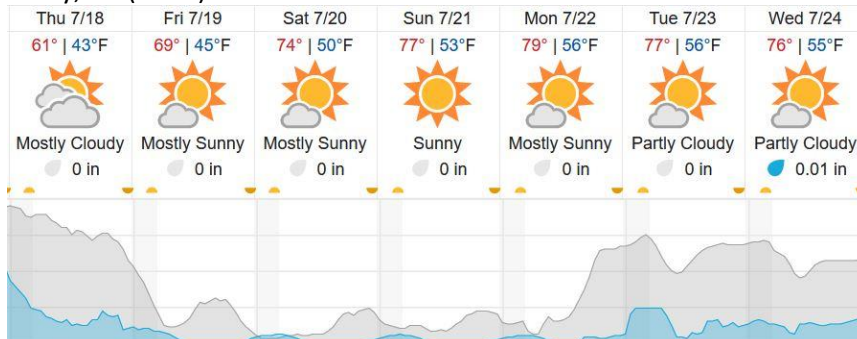 Thu 7/18 Fri 7/19 Sat 7/20 Sun 7/21 Mon 7/22 Tue 7/23 Wed 7/24
61° | 43°F 69° | 45°F 74° | 50°F 77° | 53°F 79° | 56°F 77° | 56°F 76° | 55°F
Mostly Cloudy Mostly Sunny Mostly Sunny Sunny Mostly Sunny Partly Cloudy Partly Cloudy
0 in 0 in 0 in 0 in 0 in 0 in 0.01 in